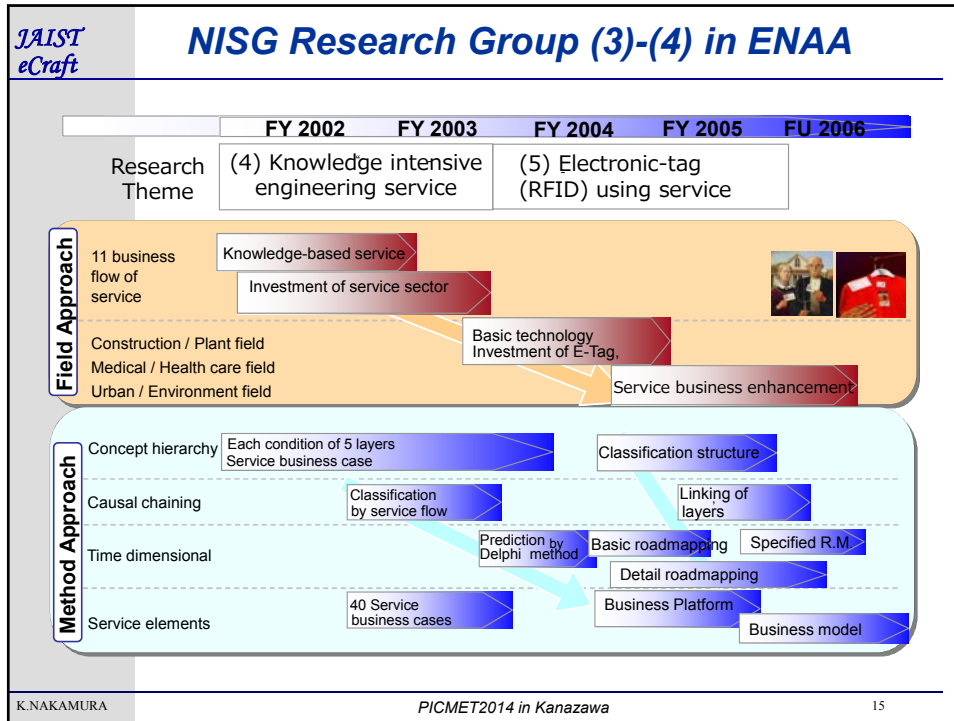 JAIST
eCraft
NISG Research Group (3)-(4) in ENAA
FY 2002 FY 2003 FY 2004 FY 2005 FU 2006
Research
Theme
(4) Knowledge intensive
engineering service
(5) Electronic-tag
(RFID) using service
Field Approach
11 business
flow of
service
Knowledge-based service
Investment of service sector
Construction / Plant field
Medical / Health care field
Urban / Environment field
Basic technology
Investment of E-Tag,
Service business enhancement
Method Approach
Concept hierarchy
Each condition of 5 layers
Service business case
Classification structure
Causal chaining
Classification
by service flow
Linking of
layers
Time dimensional
Prediction by
Delphi method
Basic roadmapping
Specified R.M.
Detail roadmapping
Service elements
40 Service
business cases
Business Platform
Business model
K.NAKAMURA
PICMET2014 in Kanazawa
15